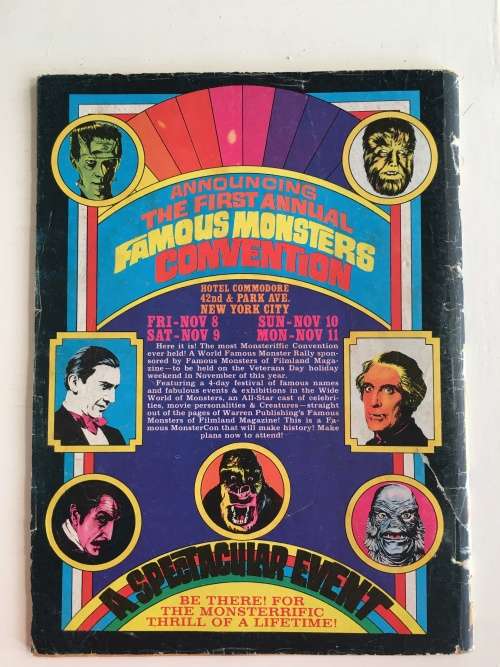 ANNOUNCING
THE FIRST ANNUAL
FAMOUS MONSTERS
CONVENTION
HOTEL COMMODORE
42nd & PARK AVE.
NEW YORK CITY
FRI-NOV 8 SUN-NOV 10
SAT-NOV 9 MON-NOV 11
Here it is! The most Monsteriffic Convention
ever held! A World Famous Monster Rally spon-
sored by Famous Monsters of Filmland Maga-
zine—to be held on the Veterans Day holiday
weekend in November of this year.
Featuring a 4-day festival of famous names
and fabulous events & exhibitions in the Wide
World of Monsters, an All-Star cast of celebri-
ties, movie personalities & Creatures—straight
out of the pages of Warren Publishing's Famous
Monsters of Filmland Magazine! This is a Fa-
mous MonsterCon that will make history! Make
plans now to attend!
A SPECTACULAR EVENT
BE THERE! FOR
THE MONSTERRIFIC
THRILL OF A LIFETIME!